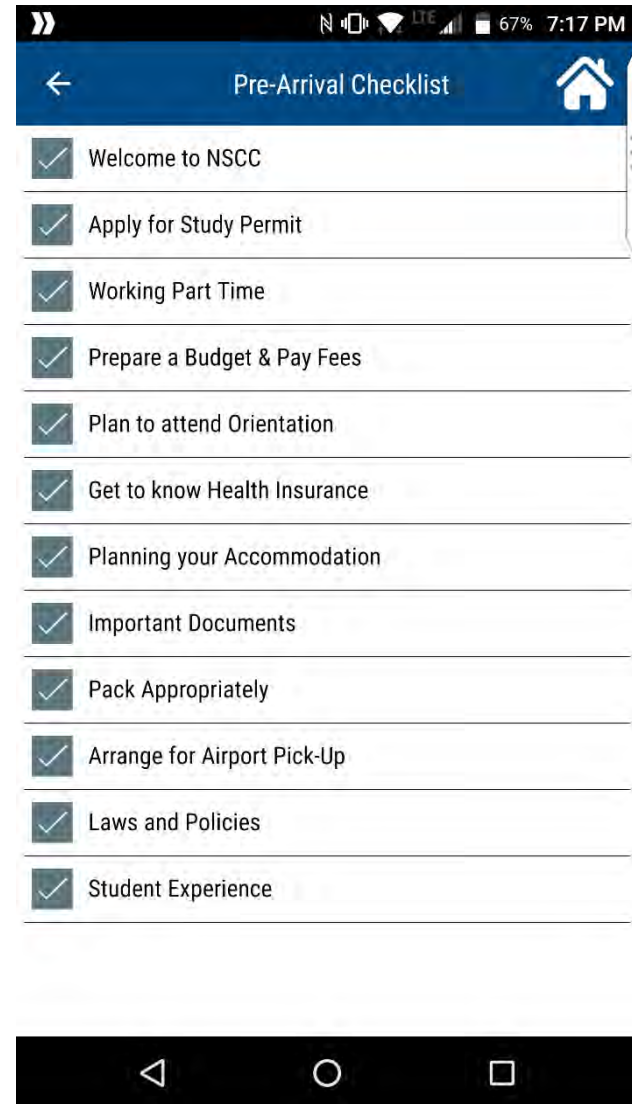 LTE 67% 7:17 PM
Pre-Arrival Checklist
Welcome to NSCC
Apply for Study Permit
Working Part Time
Prepare a Budget & Pay Fees
Plan to attend Orientation
Get to know Health Insurance
Planning your Accommodation
Important Documents
Pack Appropriately
Arrange for Airport Pick-Up
Laws and Policies
Student Experience